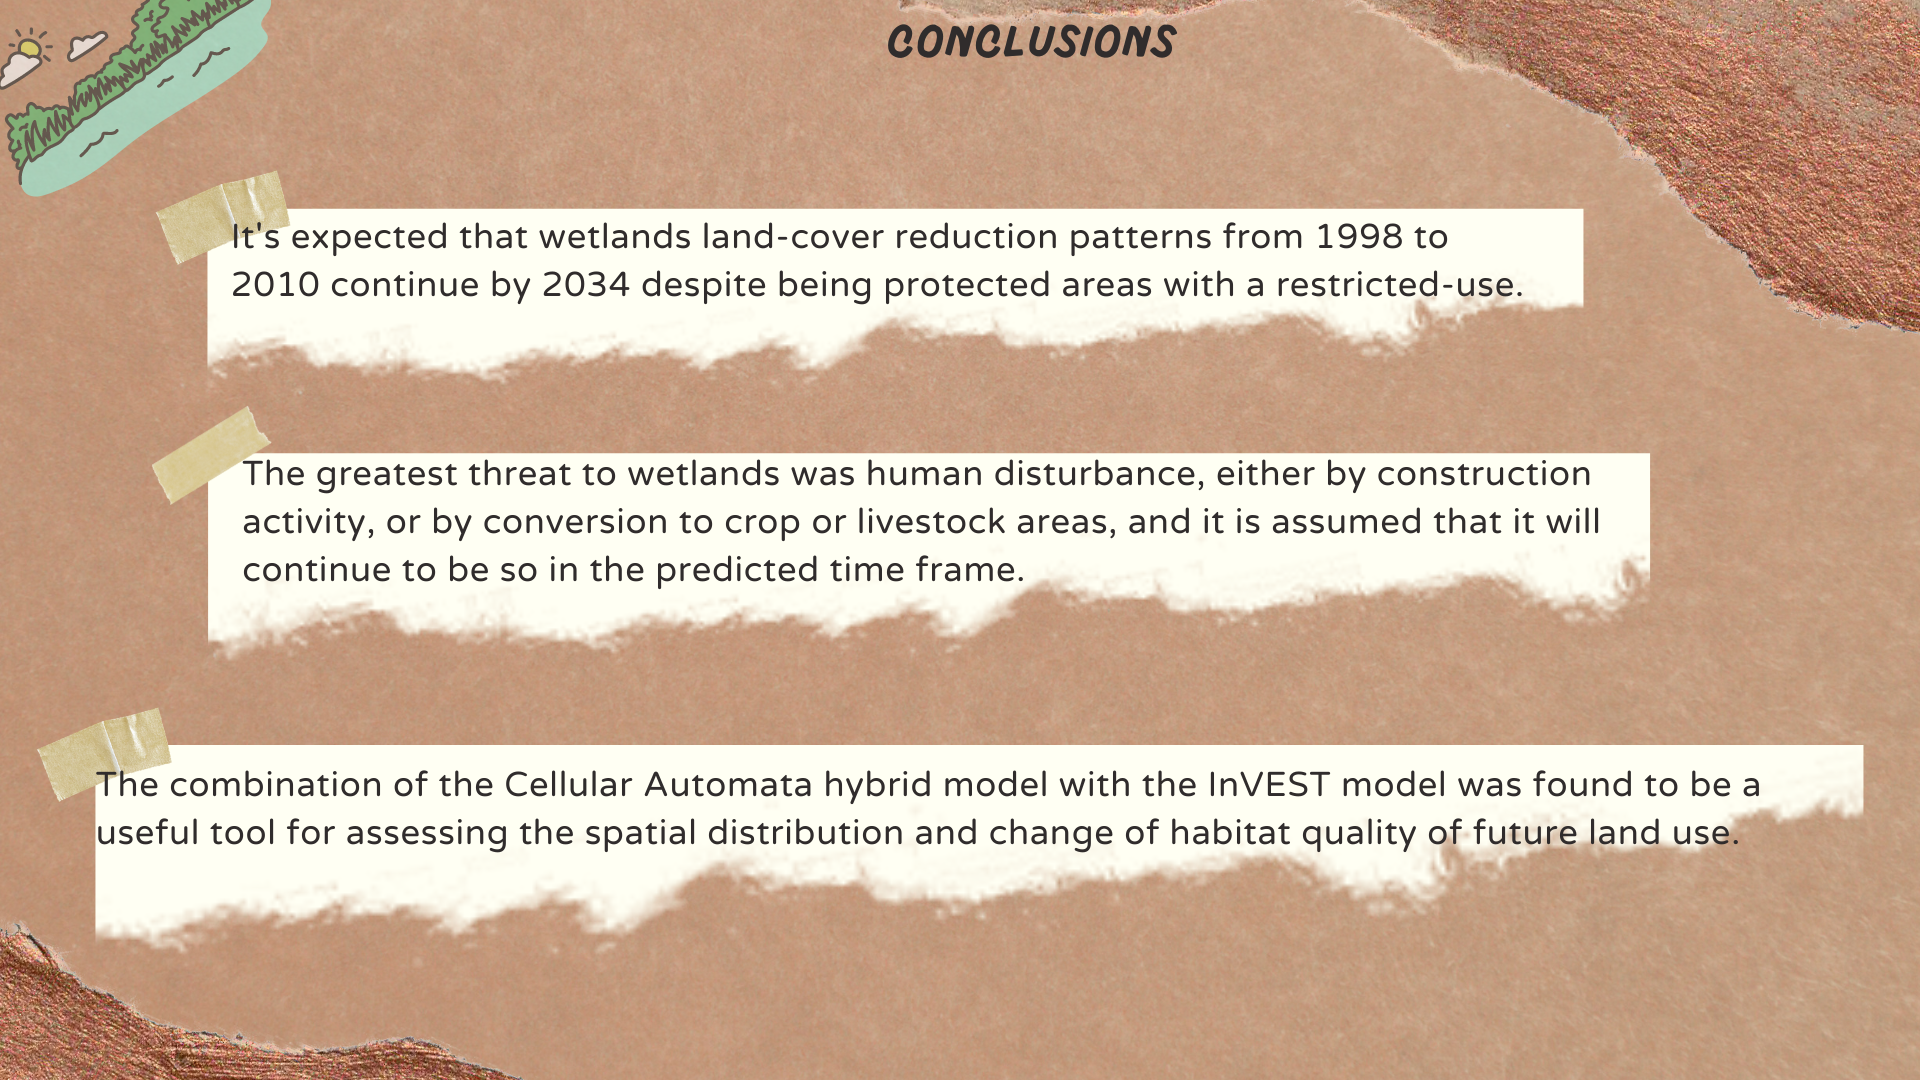 CONCLUSIONS
It's expected that wetlands land-cover reduction patterns from 1998 to
2010 continue by 2034 despite being protected areas with a restricted-use.
The greatest threat to wetlands was human disturbance, either by construction
activity, or by conversion to crop or livestock areas, and it is assumed that it will
continue to be so in the predicted time frame.
The combination of the Cellular Automata hybrid model with the InVEST model was found to be a
useful tool for assessing the spatial distribution and change of habitat quality of future land use.